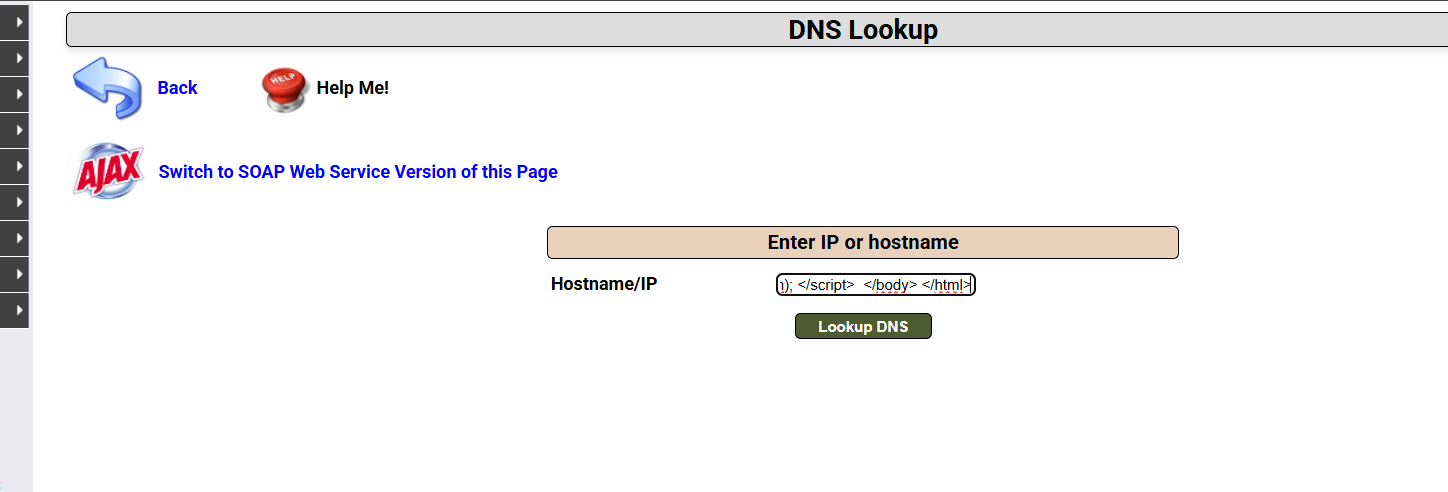 DNS Lookup
Back
HELP
Help Me!
AJAX
Switch to SOAP Web Service Version of this Page
Enter IP or hostname
Hostname/IP
); </script> </body> </html>
Lookup DNS